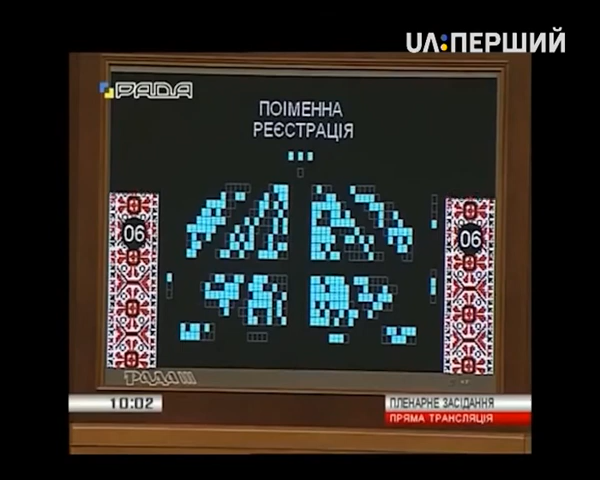 UA:ПЕРШИЙ
РАДА
ПОІМЕННА
РЕЄСТРАЦІЯ
06
06
РАДА
10:02
ПЛЕНАРНЕ ЗАСІДАННЯ
ПРЯМА ТРАНСЛЯЦІЯ